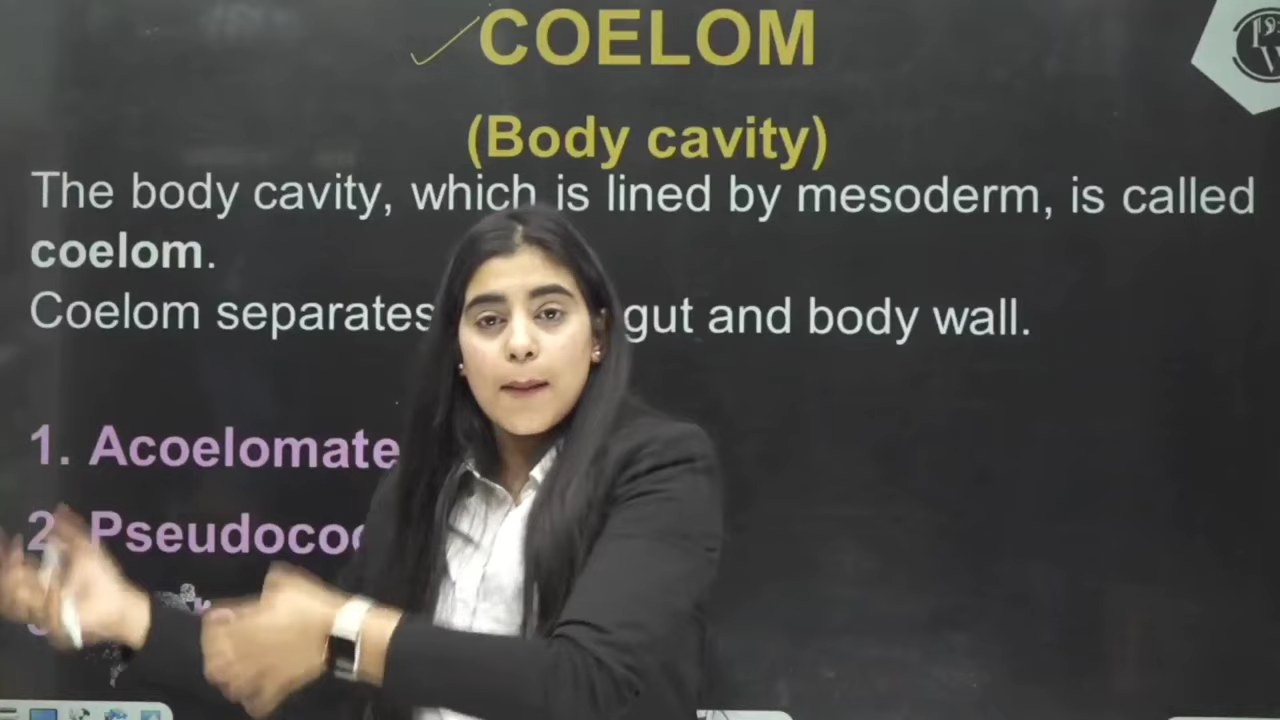 COELOM
(Body cavity)
The body cavity, which is lined by mesoderm, is called
coelom.
Coelom separates gut and body wall.
1. Acoelomate
2. Pseudocoe